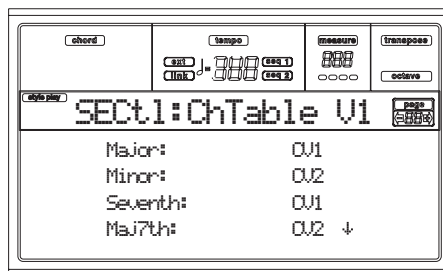 chord tempo measure transpose
ext ♩= seq 1
link seq 2
octave
style play SECtl:ChTable V1 page
Major: CV1
Minor: CV2
Seventh: CV1
Maj7th: CV2 ↓